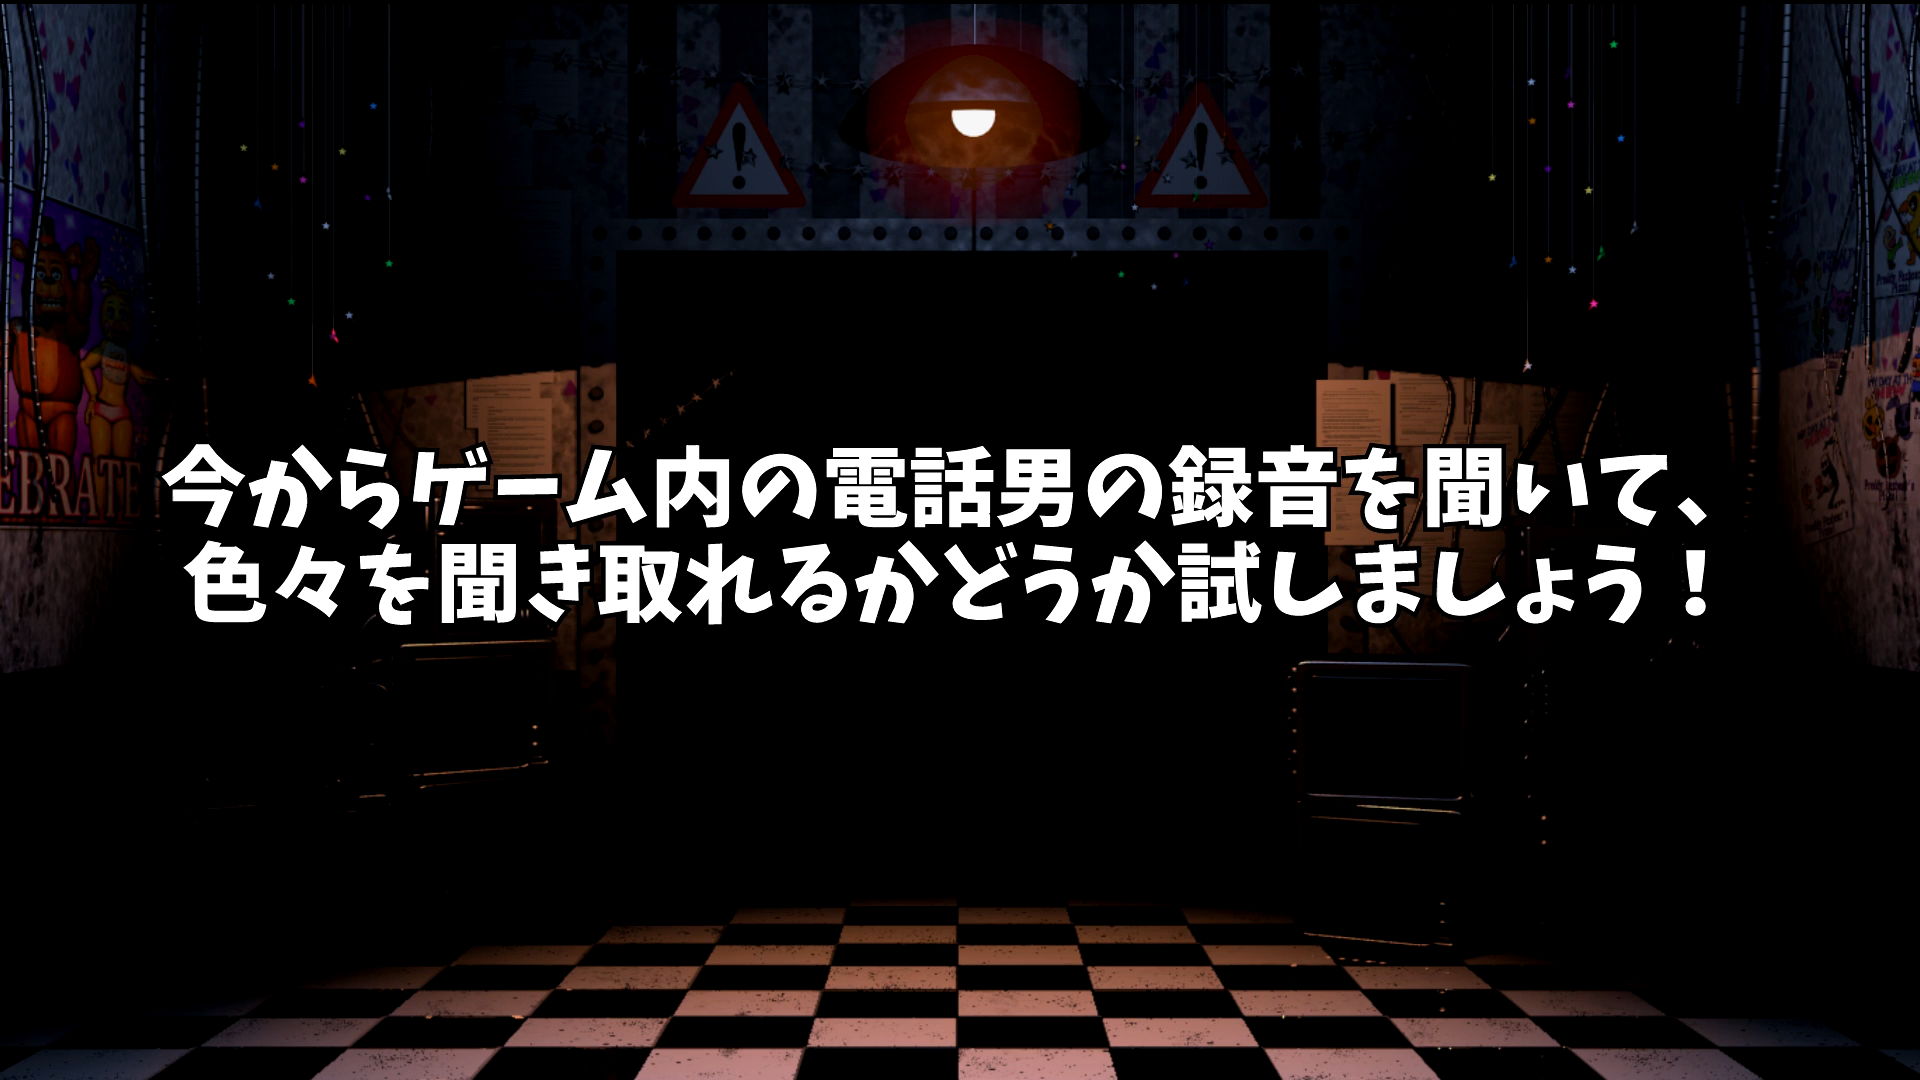 今からゲーム内の電話男の録音を聞いて、
色々を聞き取れるかどうか試しましょう！
EBRATE